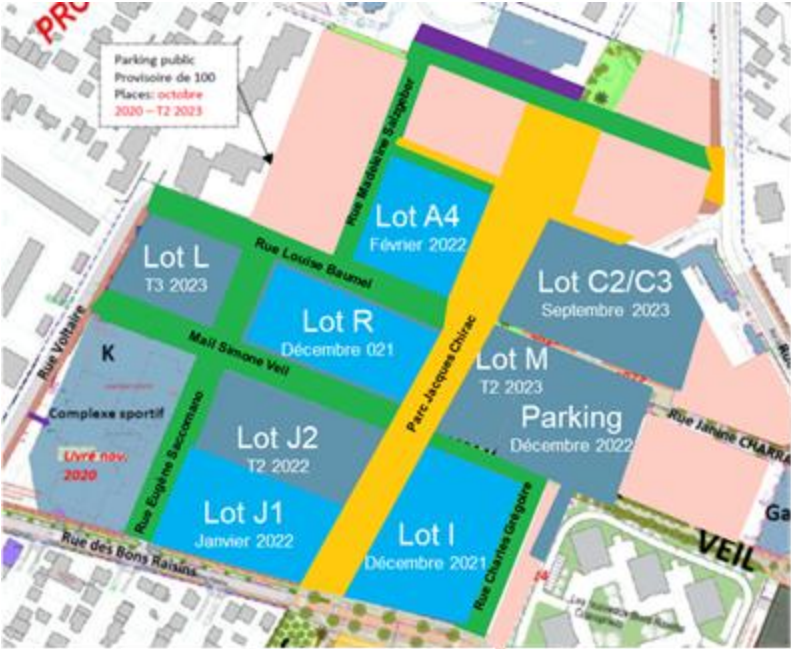 PRO
Parking public
Provisoire de 100
Places: octobre
2020 – T2 2023
Rue Madeleine Salzgeber
Lot A4
Février 2022
Rue Louise Baumel
Lot L
T3 2023
Lot C2/C3
Septembre 2023
Lot R
Décembre 021
Rue Voltaire
Mail Simone Veil
Parc Jacques Chirac
Lot M
T2 2023
K
Complexe sportif
Livré nov.
2020
Parking
Décembre 2022
Rue Janine CHARRA
Rue Eugène Saccomano
Lot J2
T2 2022
Lot J1
Janvier 2022
Lot I
Décembre 2021
Rue Charles Grégoire
Rue des Bons Raisins
VEIL
Ga